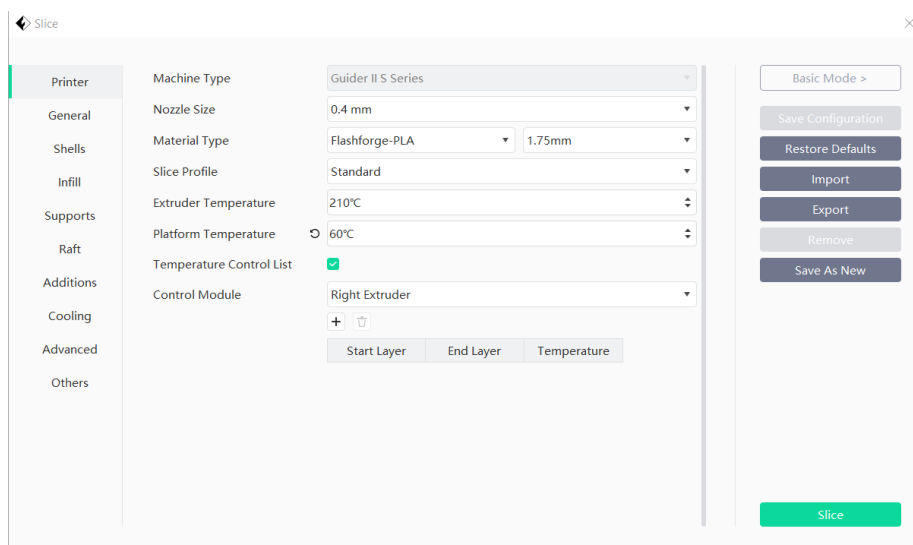 Slice
Printer
General
Shells
Infill
Supports
Raft
Additions
Cooling
Advanced
Others
Machine Type Guider II S Series
Nozzle Size 0.4 mm
Material Type Flashforge-PLA 1.75mm
Slice Profile Standard
Extruder Temperature 210℃
Platform Temperature 60℃
Temperature Control List
Control Module Right Extruder
Start Layer End Layer Temperature
Basic Mode >
Save Configuration
Restore Defaults
Import
Export
Remove
Save As New
Slice